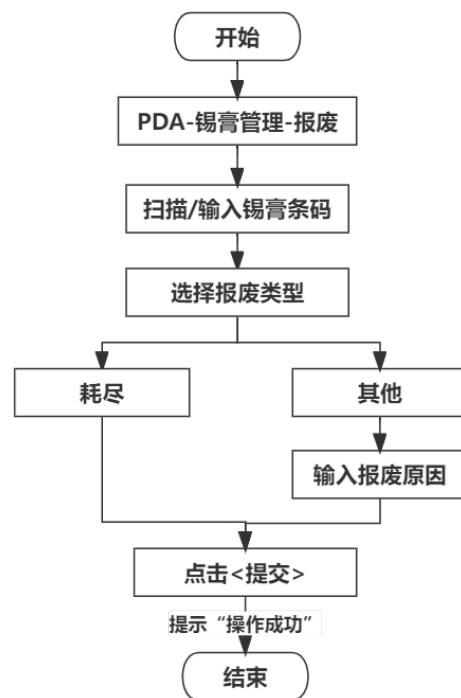 开始
PDA-锡膏管理-报废
扫描/输入锡膏条码
选择报废类型
耗尽
其他
输入报废原因
点击<提交>
提示“操作成功”
结束